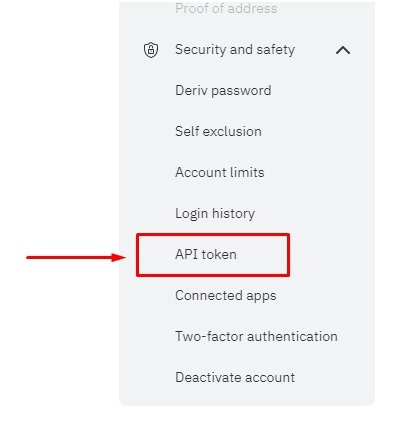 Proof of address
Security and safety
Deriv password
Self exclusion
Account limits
Login history
API token
Connected apps
Two-factor authentication
Deactivate account